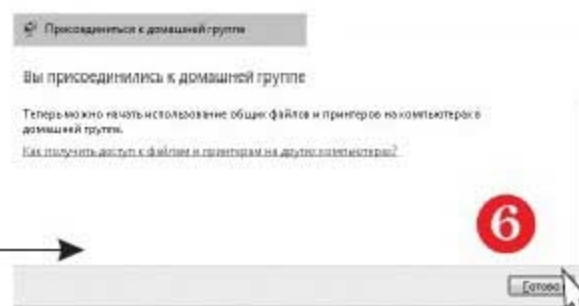 Присоединиться к домашней группе
Вы присоединились к домашней группе
Теперь можно начать использование общих файлов и принтеров на компьютерах в
домашней группе.
Как получить доступ к файлам и принтерам на других компьютерах?
6
Готово